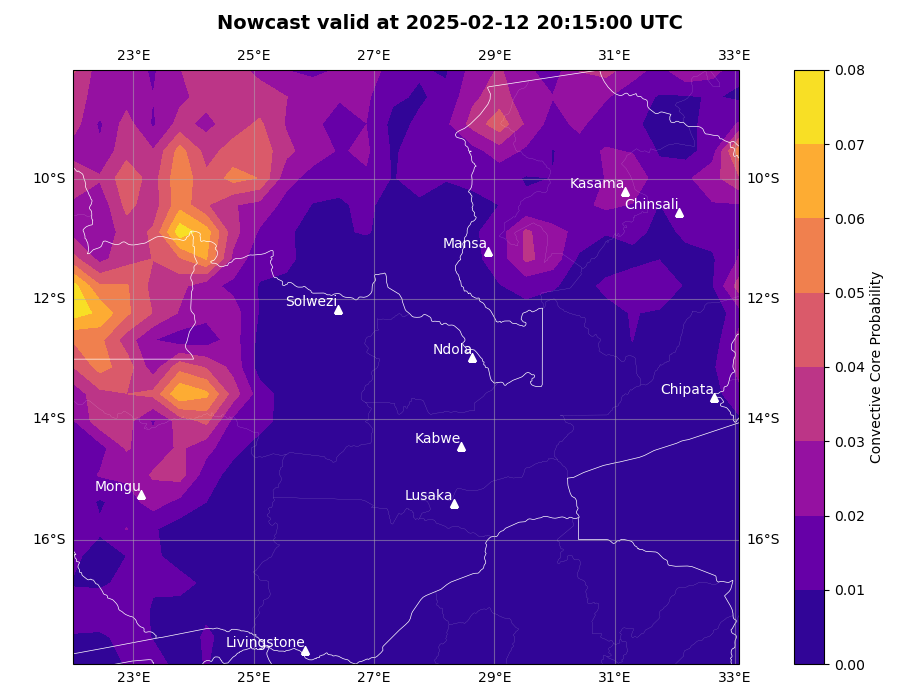 Nowcast valid at 2025-02-12 20:15:00 UTC
23°E 25°E 27°E 29°E 31°E 33°E
0.08
0.07
10°S 10°S
Kasama
Chinsali
0.06
Mansa
0.05
12°S 12°S
Solwezi
0.04
Ndola
Chipata
14°S 14°S
0.03
Kabwe
Mongu
Lusaka
0.02
16°S 16°S
0.01
Livingstone
0.00
23°E 25°E 27°E 29°E 31°E 33°E
Convective Core Probability